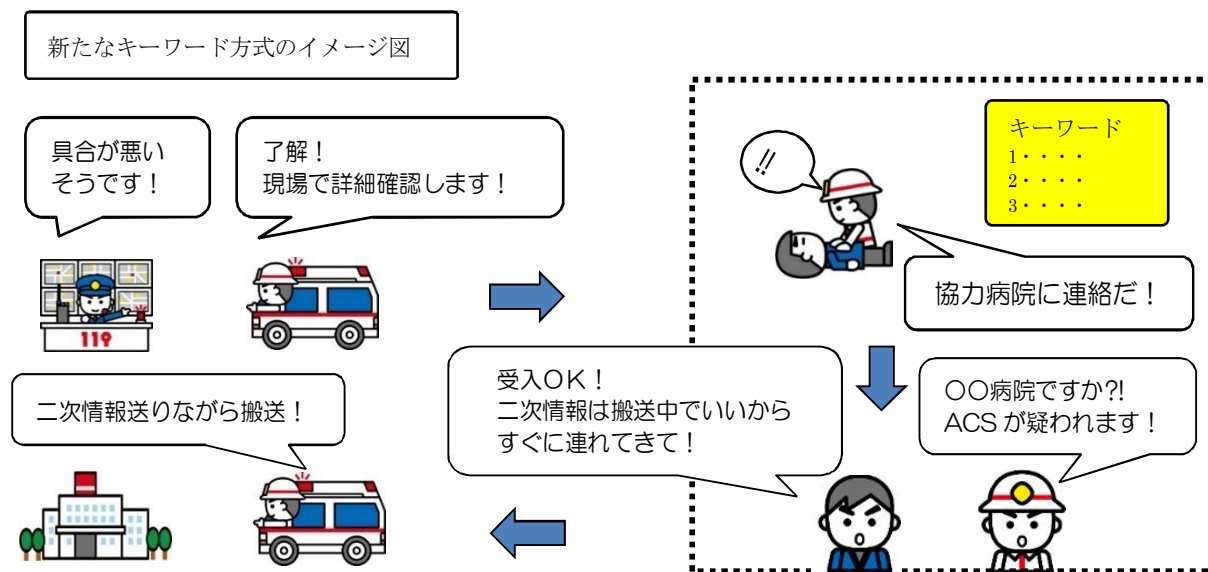 新たなキーワード方式のイメージ図
具合が悪い
そうです！
了解！
現場で詳細確認します！
119
!!
キーワード
1・・・・
2・・・・
3・・・・
協力病院に連絡だ！
〇〇病院ですか?!
ACSが疑われます！
受入OK！
二次情報は搬送中でいいから
すぐに連れてきて！
二次情報送りながら搬送！